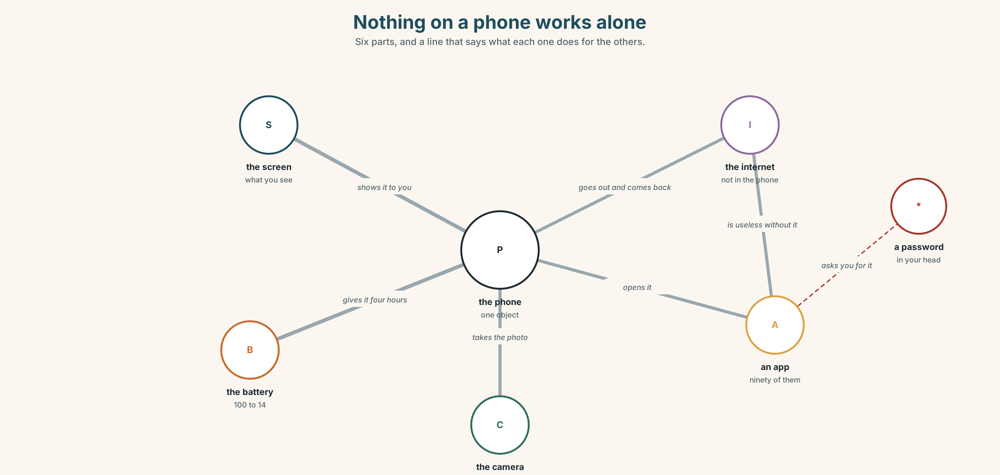 Nothing on a phone works alone
Six parts, and a line that says what each one does for the others.
S
the screen
what you see
I
the internet
not in the phone
shows it to you
goes out and comes back
*
a password
in your head
is useless without it
asks you for it
P
the phone
one object
opens it
gives it four hours
takes the photo
A
an app
ninety of them
B
the battery
100 to 14
C
the camera